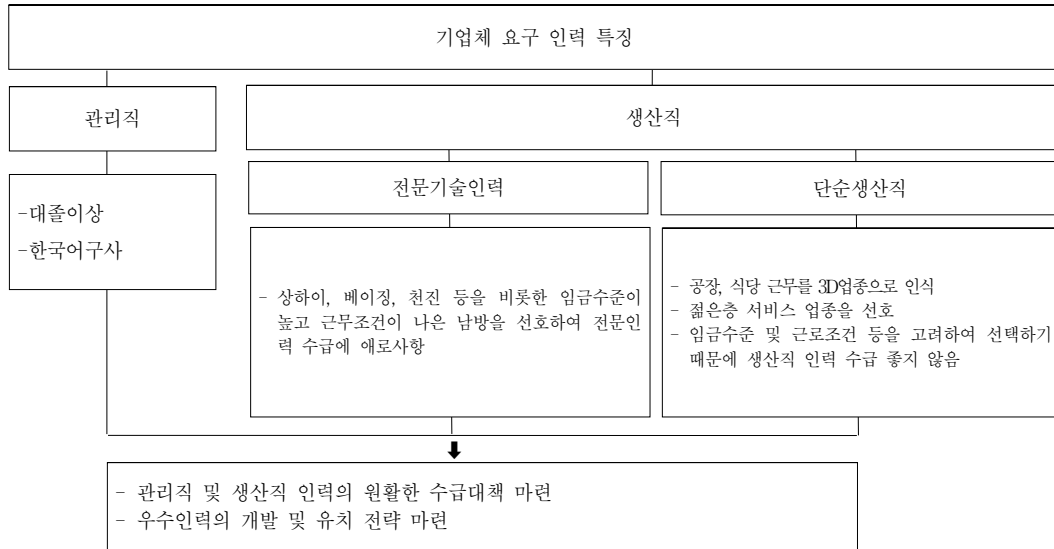 기업체 요구 인력 특징
관리직
생산직
전문기술인력
단순생산직
-대졸이상
-한국어구사
- 상하이, 베이징, 천진 등을 비롯한 임금수준이
높고 근무조건이 나은 남방을 선호하여 전문인
력 수급에 애로사항
- 공장, 식당 근무를 3D업종으로 인식
- 젊은층 서비스 업종을 선호
- 임금수준 및 근로조건 등을 고려하여 선택하기
때문에 생산직 인력 수급 좋지 않음
- 관리직 및 생산직 인력의 원활한 수급대책 마련
- 우수인력의 개발 및 유치 전략 마련